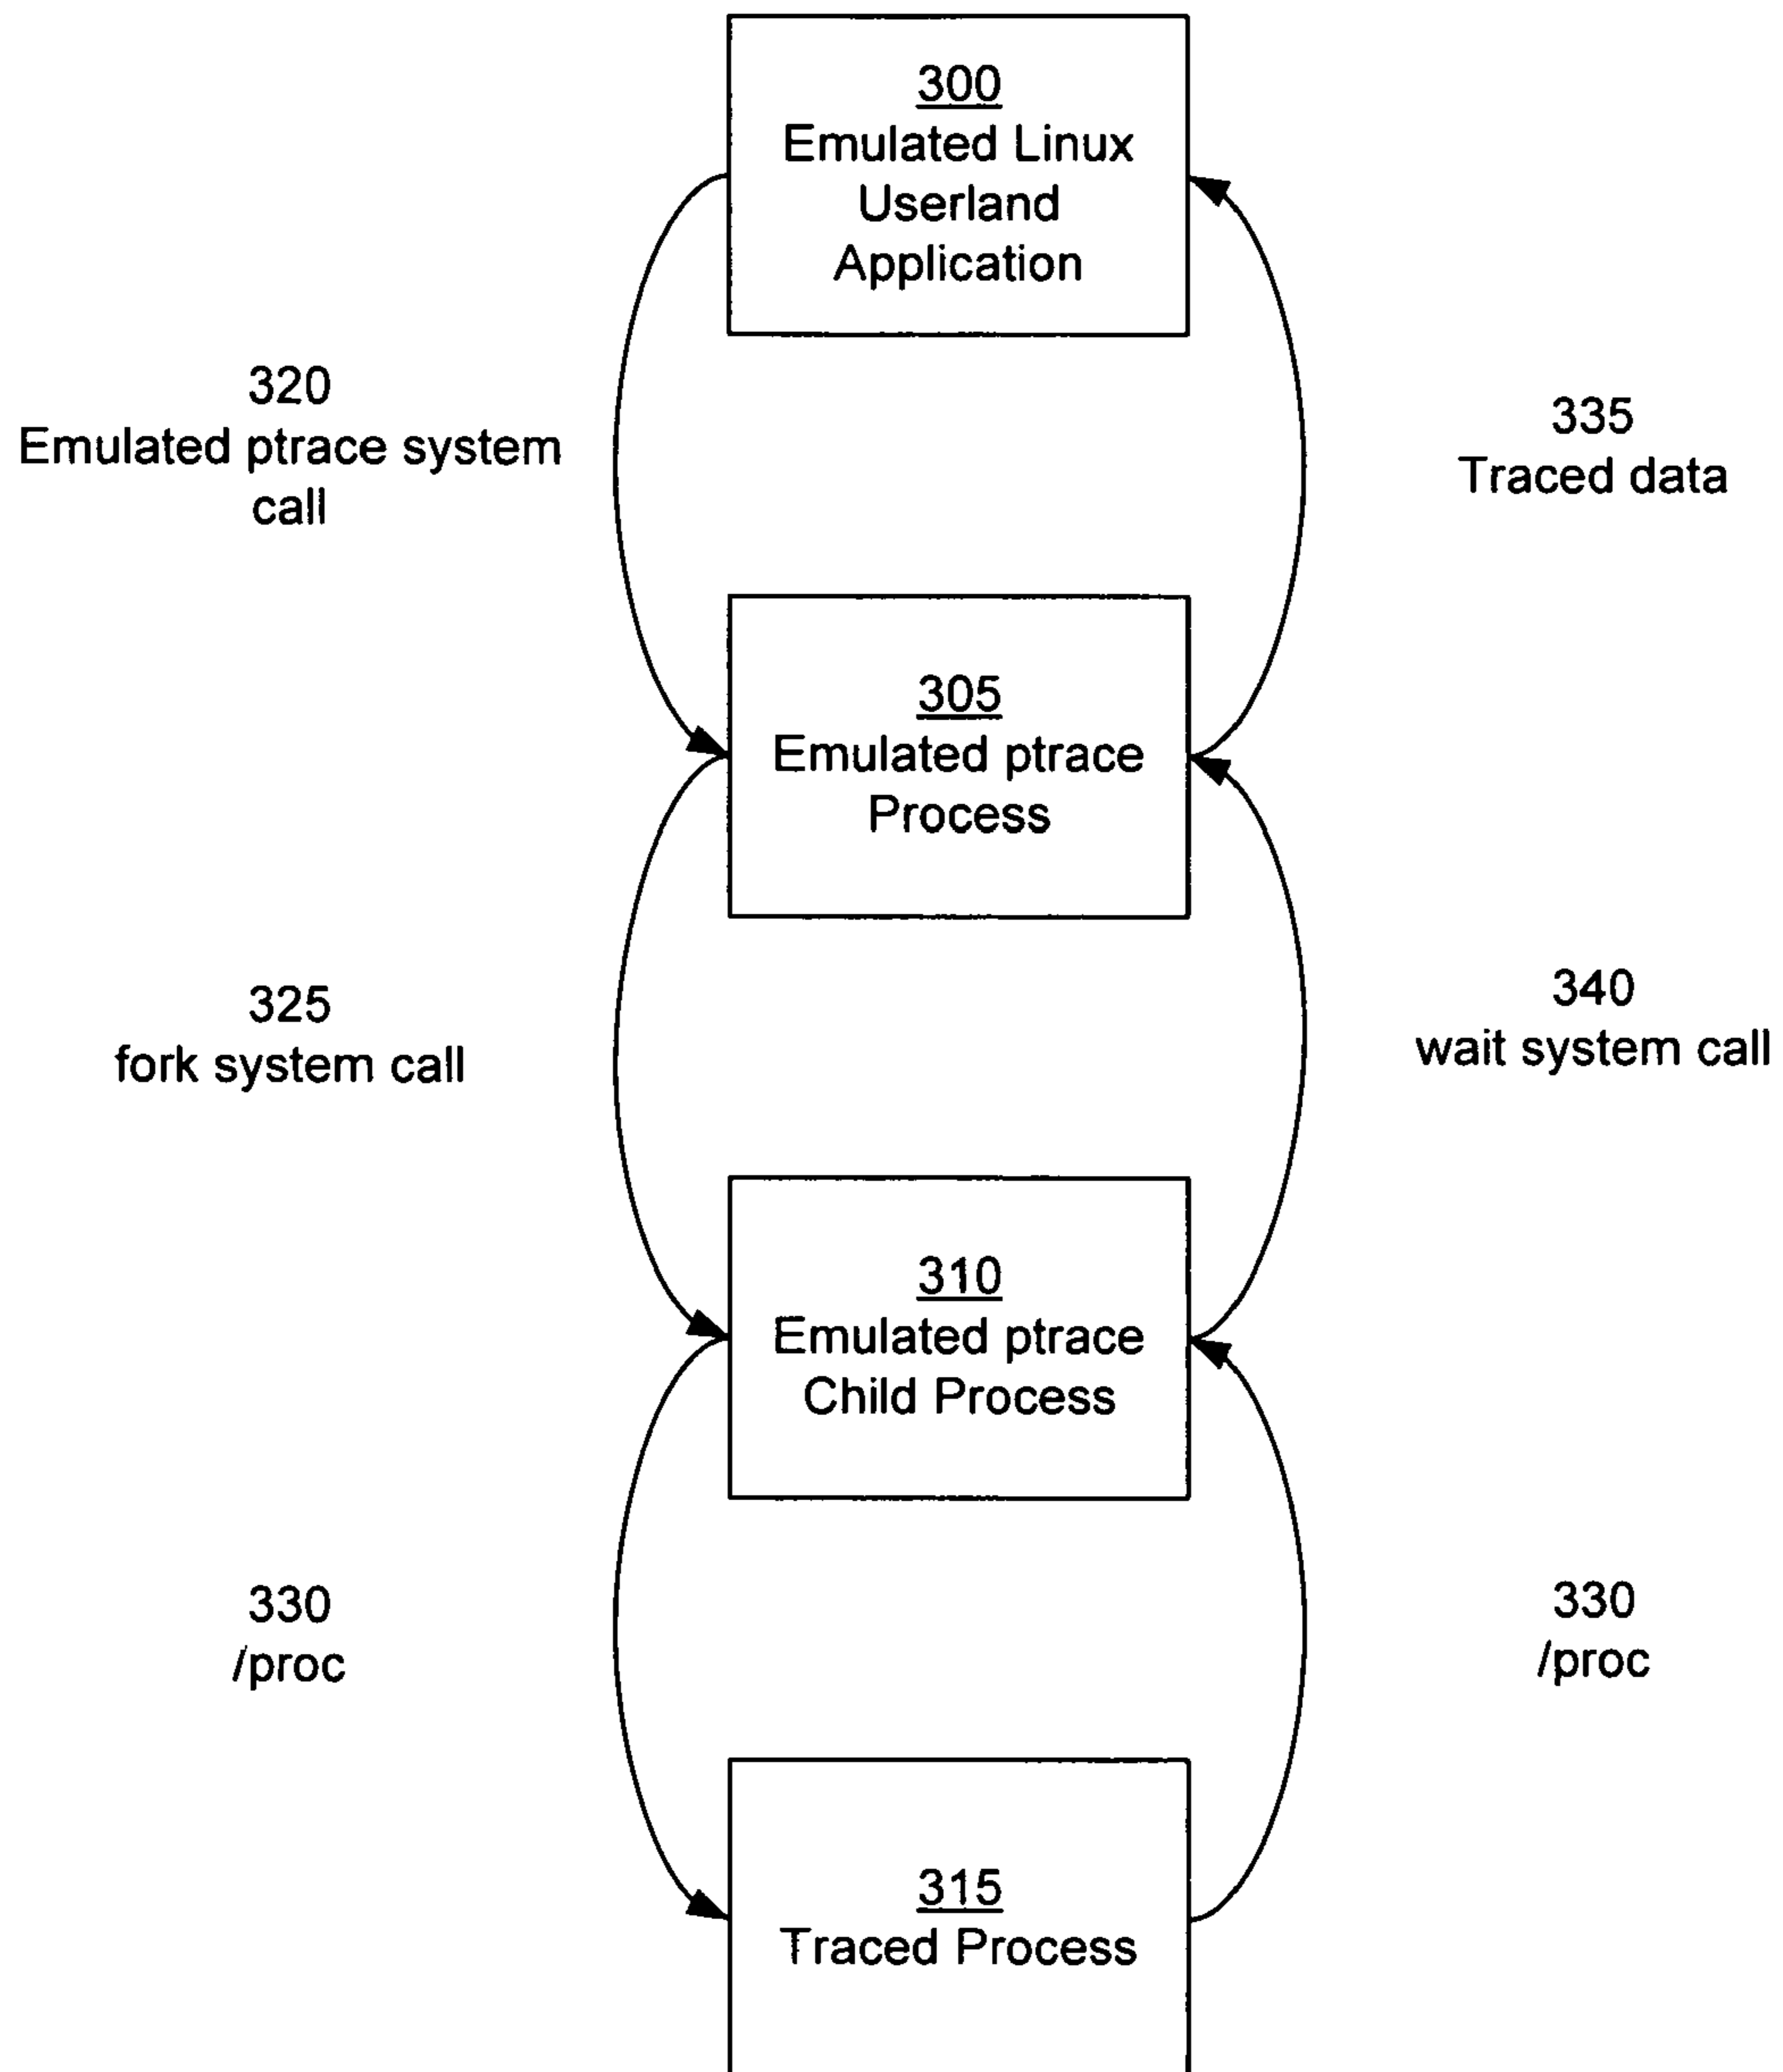 300
Emulated Linux
Userland
Application
320
Emulated ptrace system
call
335
Traced data
305
Emulated ptrace
Process
325
fork system call
340
wait system call
310
Emulated ptrace
Child Process
330
/proc
330
/proc
315
Traced Process